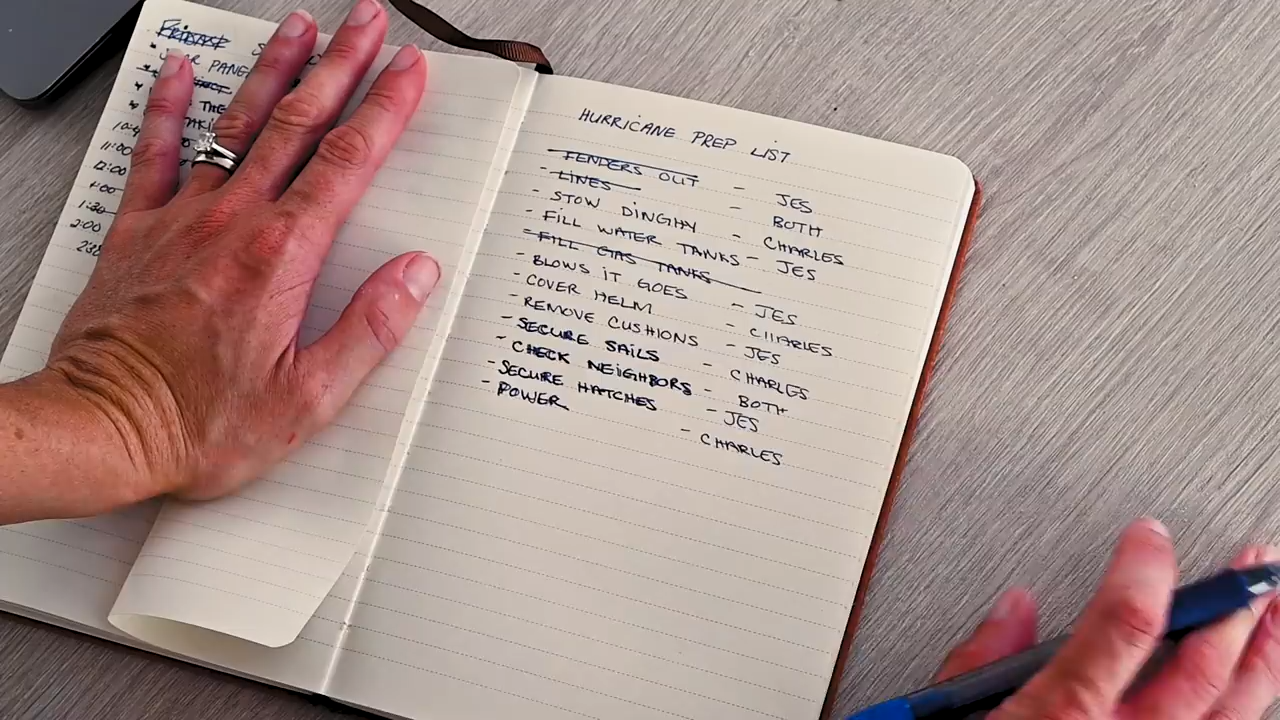 HURRICANE PREP LIST
- FENDERS OUT - JES
- LINES - BOTH
- STOW DINGHY - CHARLES
- FILL WATER TANKS - JES
- FILL GAS TANKS
- BLOWS IT GOES - JES
- COVER HELM - CHARLES
- REMOVE CUSHIONS - JES
- SECURE SAILS - CHARLES
- CHECK NEIGHBORS - BOTH
- SECURE HATCHES - JES
- POWER - CHARLES
11:00
12:00
1:00
1:30
2:00